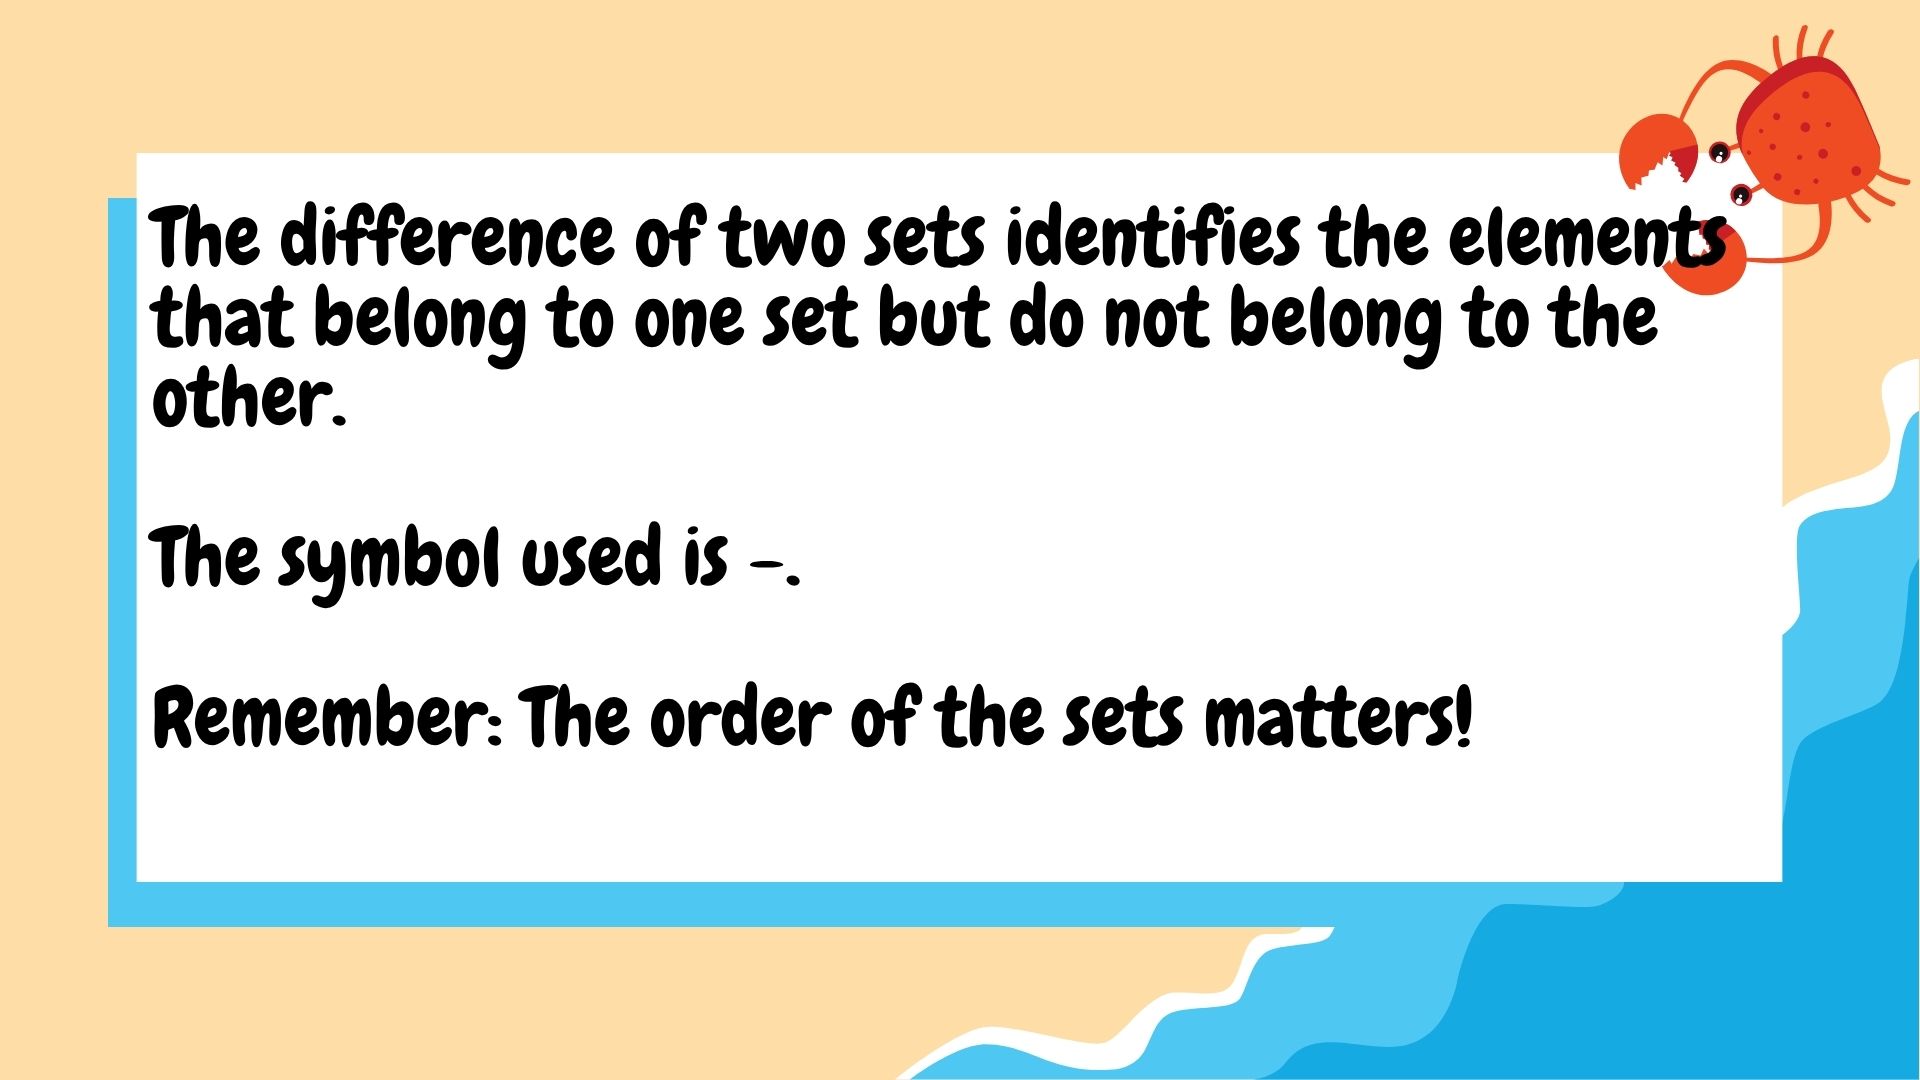 The difference of two sets identifies the elements
that belong to one set but do not belong to the
other.
The symbol used is -.
Remember: The order of the sets matters!